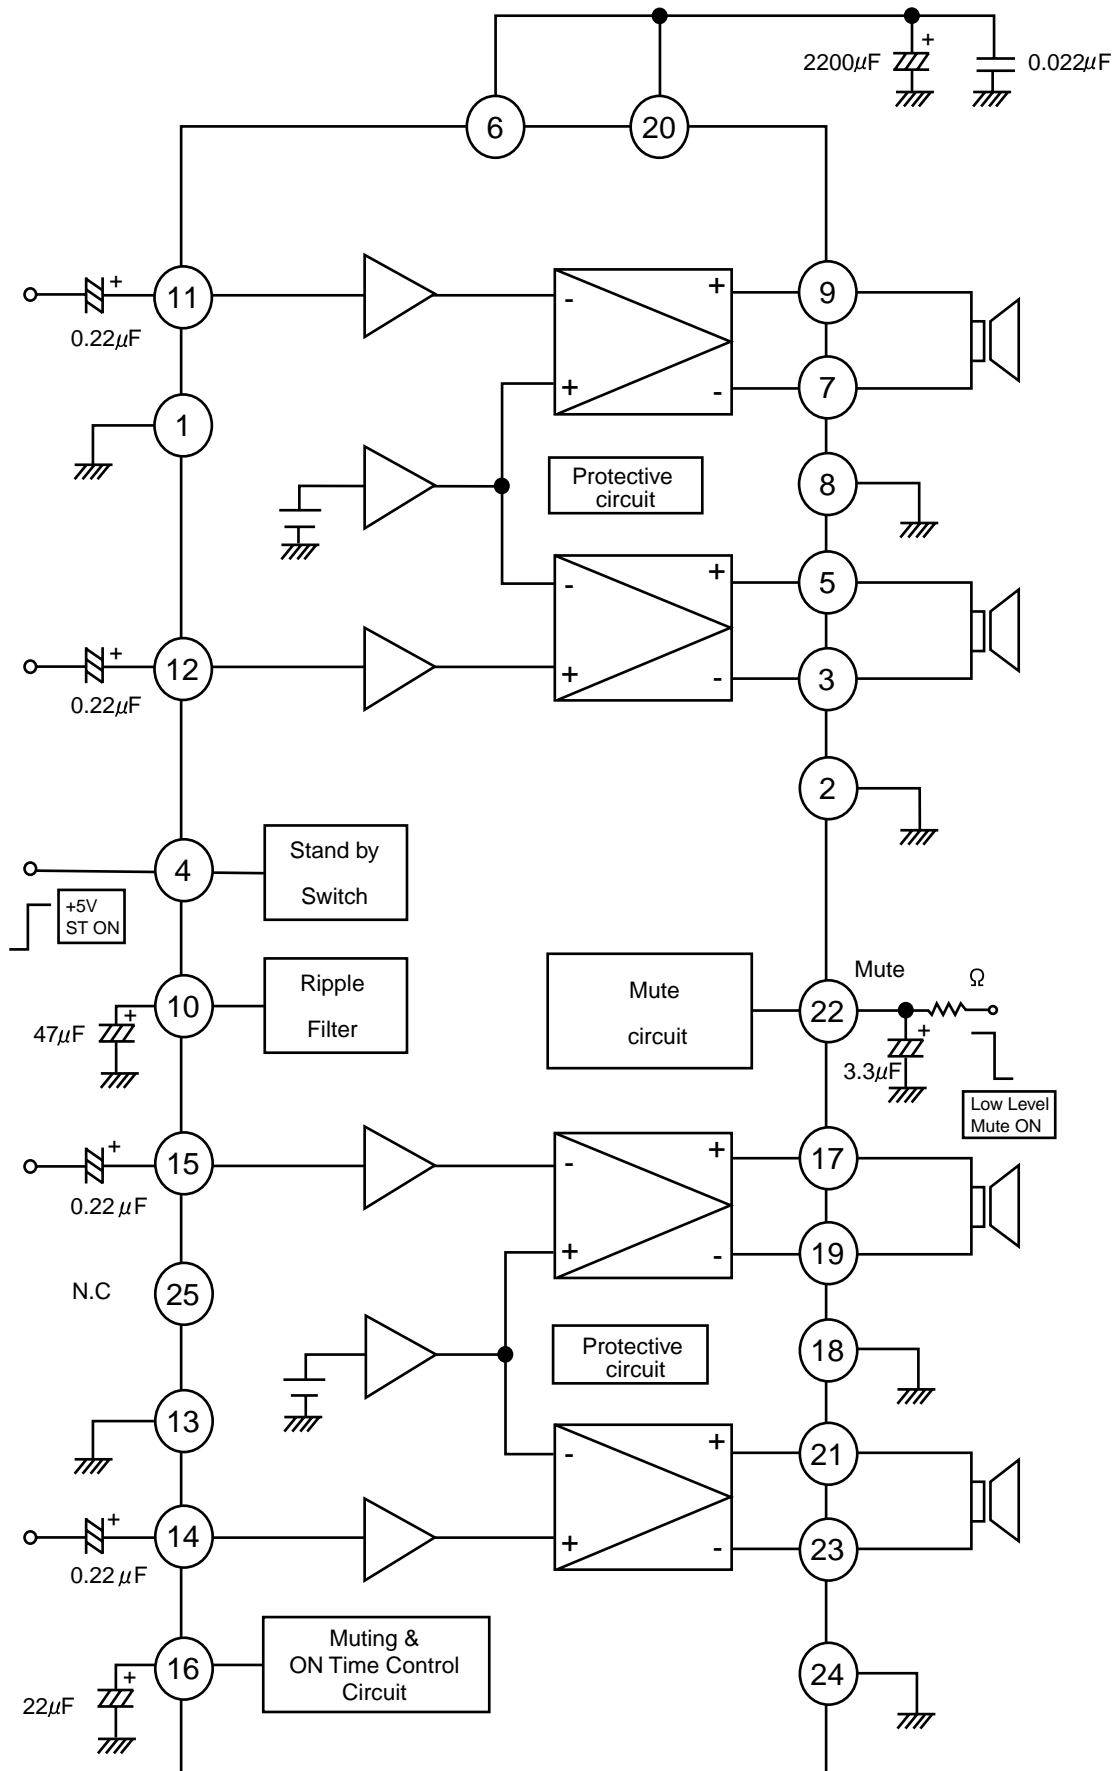 +
2200μF
0.022μF
6
20
+
11
0.22μF
-
+
+
-
9
7
1
Protective
circuit
8
+
12
0.22μF
-
+
+
-
5
3
2
4
Stand by
Switch
+5V
ST ON
10
Ripple
Filter
+
47μF
Mute
circuit
22
Mute
Ω
+
3.3μF
Low Level
Mute ON
+
15
0.22 μF
-
+
+
-
17
19
N.C
25
Protective
circuit
18
13
+
14
0.22 μF
-
+
+
-
21
23
16
Muting &
ON Time Control
Circuit
+
22μF
24